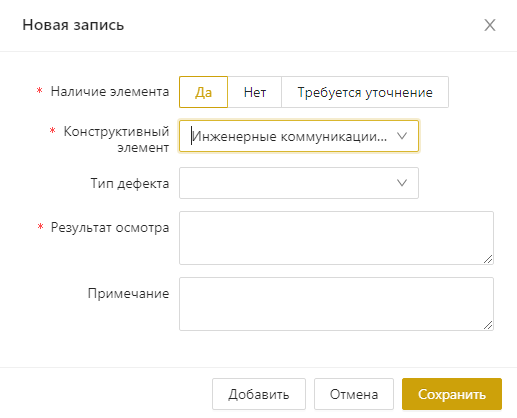 Новая запись
* Наличие элемента
Да
Нет
Требуется уточнение
* Конструктивный
элемент
Инженерные коммуникации...
Тип дефекта
* Результат осмотра
Примечание
Добавить
Отмена
Сохранить